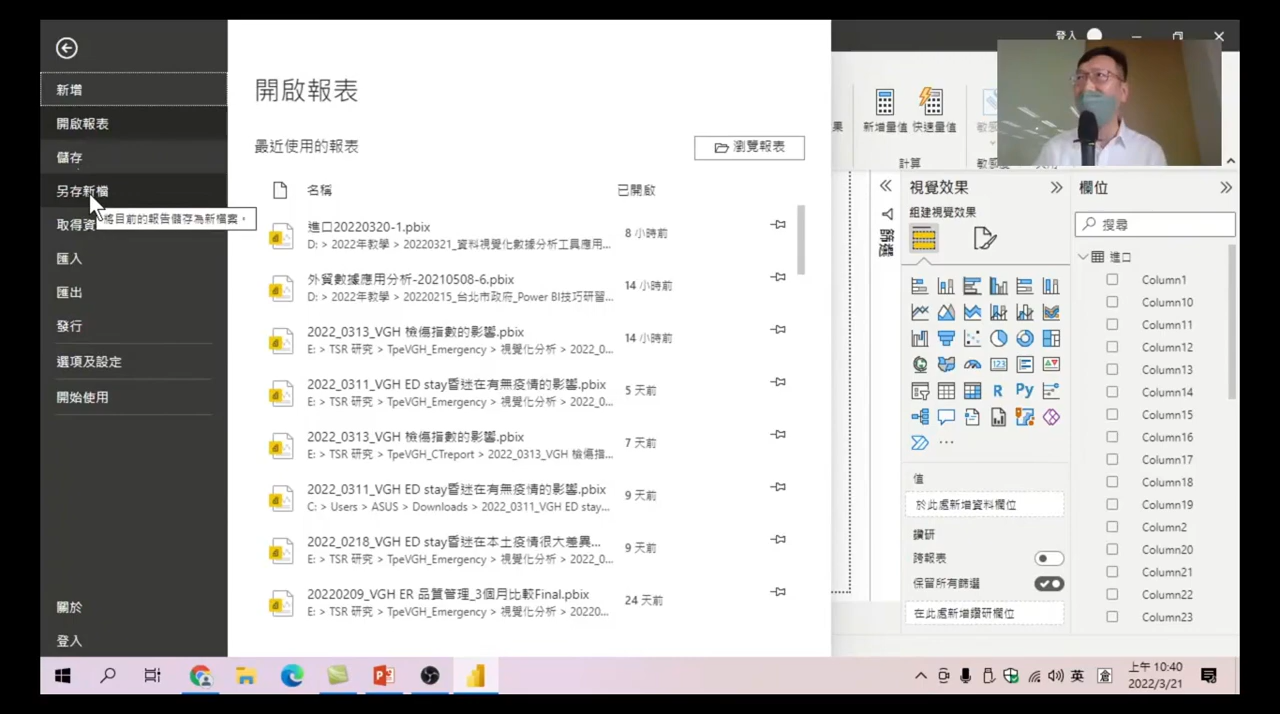 登入
新增
開啟報表
儲存
另存新檔
將目前的報告儲存為新檔案。
取得資
匯入
匯出
發行
選項及設定
開始使用
關於
登入
開啟報表
最近使用的報表
瀏覽報表
名稱
已開啟
進口20220320-1.pbix
D: > 2022年教學 > 20220321_資料視覺化數據分析工具應用...
8 小時前
外貿數據應用分析-20210508-6.pbix
D: > 2022年教學 > 20220215_台北市政府_Power BI技巧研習...
14 小時前
2022_0313_VGH 檢傷指數的影響.pbix
E: > TSR 研究 > TpeVGH_Emergency > 視覺化分析 > 2022_0...
14 小時前
2022_0311_VGH ED stay昏迷在有無疫情的影響.pbix
E: > TSR 研究 > TpeVGH_Emergency > 視覺化分析 > 2022_0...
5 天前
2022_0313_VGH 檢傷指數的影響.pbix
E: > TSR 研究 > TpeVGH_CTreport > 2022_0313_VGH 檢傷指...
7 天前
2022_0311_VGH ED stay昏迷在有無疫情的影響.pbix
C: > Users > ASUS > Downloads > 2022_0311_VGH ED stay...
9 天前
2022_0218_VGH ED stay昏迷在本土疫情很大差異...
E: > TSR 研究 > TpeVGH_Emergency > 視覺化分析 > 2022_0...
9 天前
20220209_VGH ER 品質管理_3個月比較Final.pbix
E: > TSR 研究 > TpeVGH_Emergency > 視覺化分析 > 20220...
24 天前
果
新增量值
快速量值
計算
敏感度
篩選
視覺效果
組建視覺效果
123
R
Py
值
於此處新增資料欄位
鑽研
跨報表
保留所有篩選
在此處新增鑽研欄位
欄位
搜尋
進口
Column1
Column10
Column11
Column12
Column13
Column14
Column15
Column16
Column17
Column18
Column19
Column2
Column20
Column21
Column22
Column23
英
倉
上午 10:40
2022/3/21